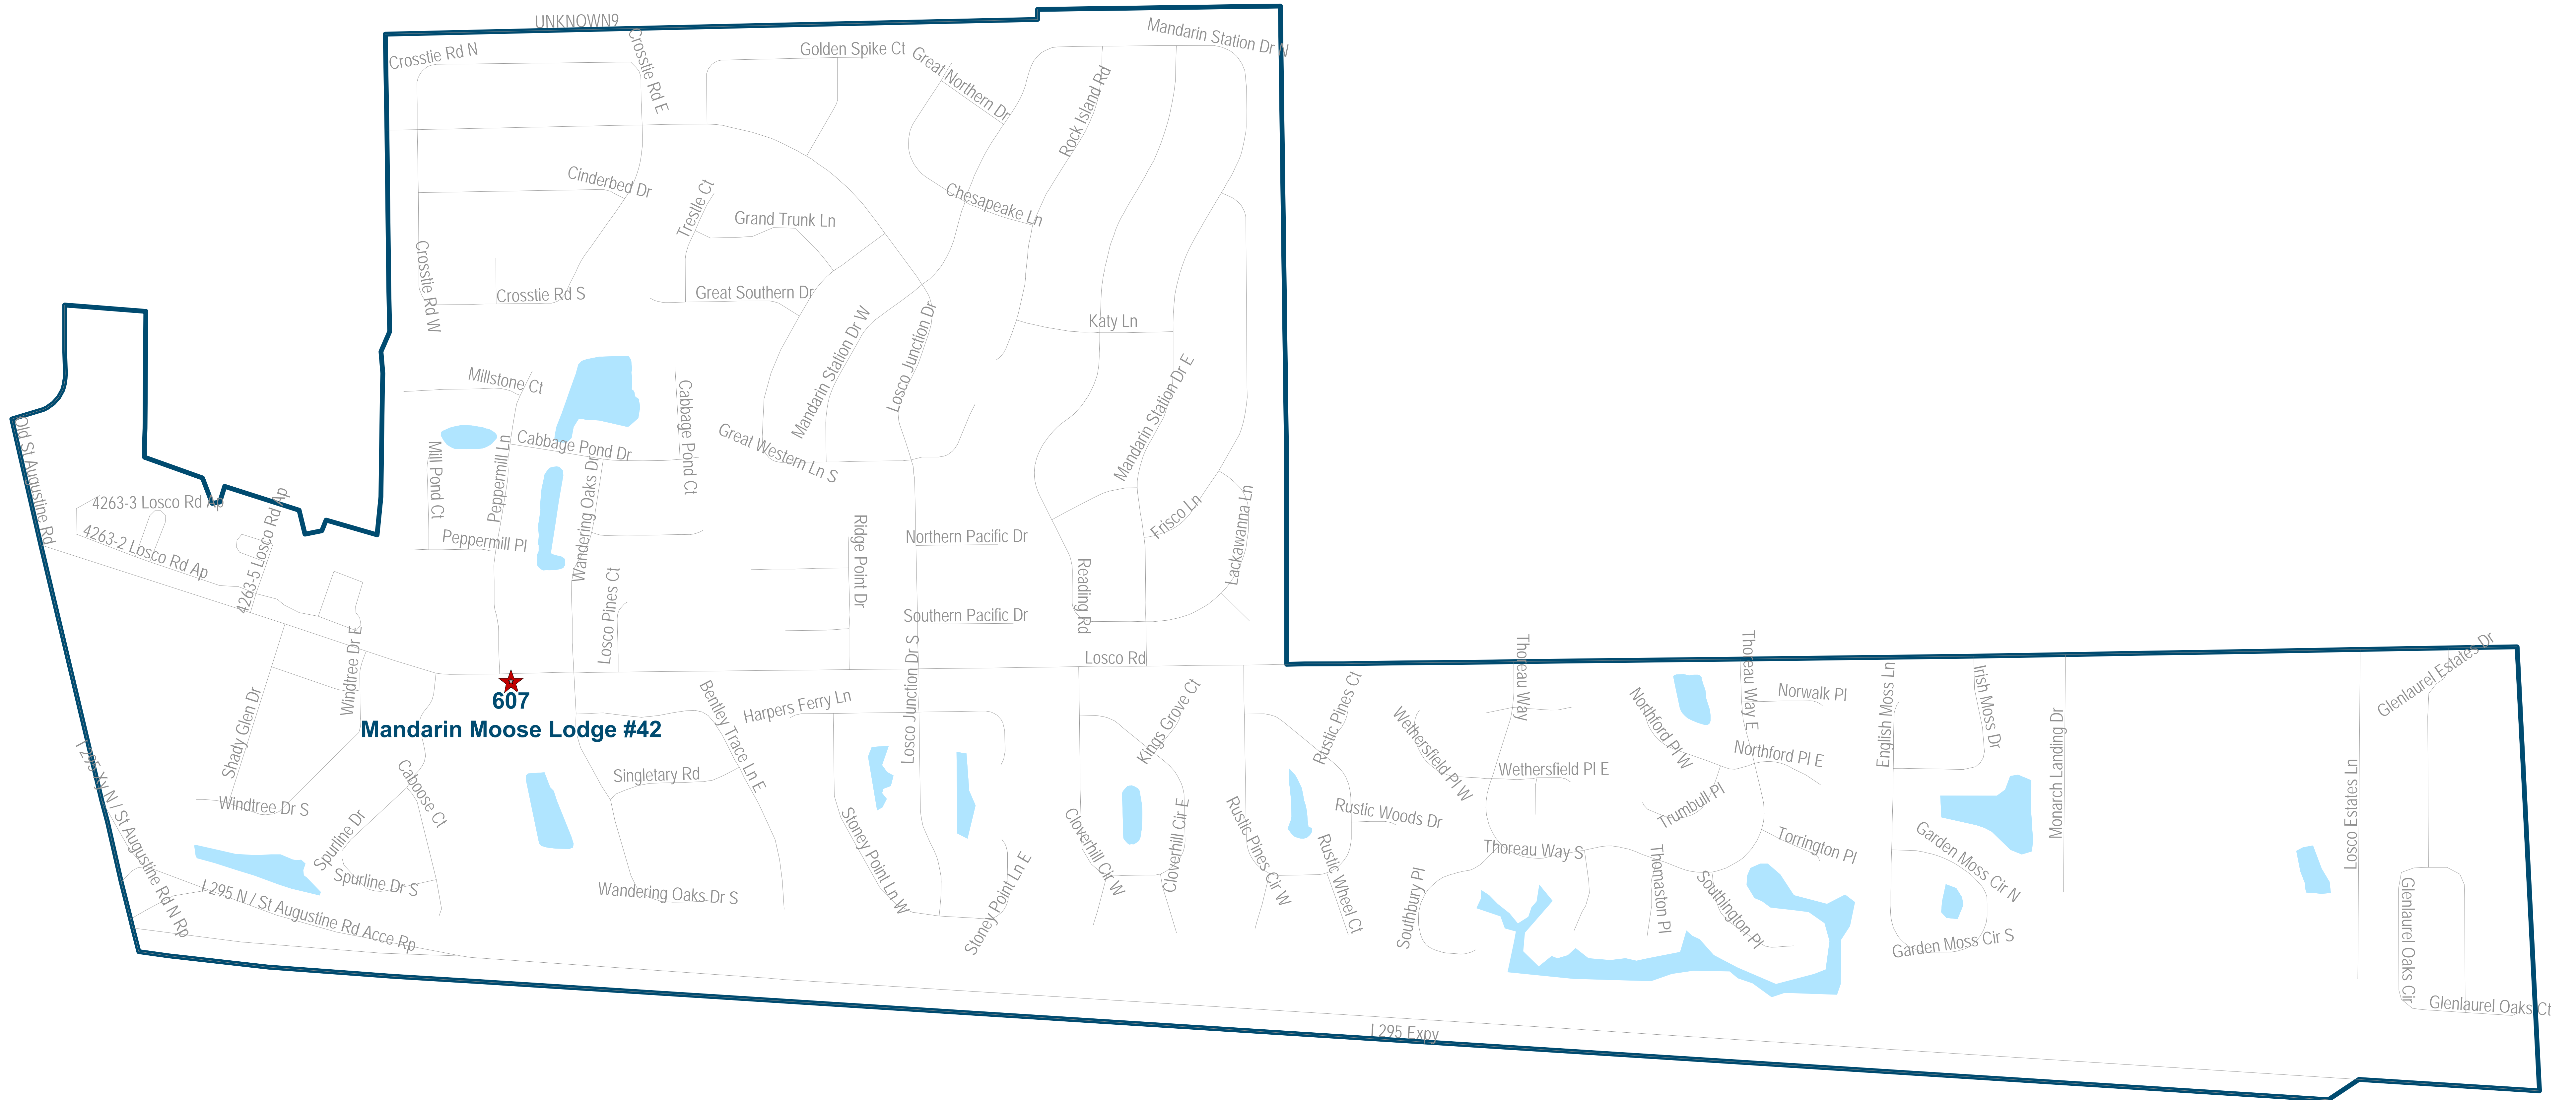 UNKNOWN9
Mandarin Station Dr N
Crosstie Rd N
Crosstie Rd E
Golden Spike Ct
Great Northern Dr
Rock Island Rd
Cinderbed Dr
Trestle Ct
Grand Trunk Ln
Chesapeake Ln
Crosstie Rd W
Crosstie Rd S
Great Southern Dr
Mandarin Station Dr W
Losco Junction Dr
Katy Ln
Millstone Ct
Cabbage Pond Ct
Mandarin Station Dr E
Old St Augustine Rd
Mill Pond Ct
Peppermill Ln
Cabbage Pond Dr
Wandering Oaks Dr
Great Western Ln S
4263-3 Losco Rd Ap
4263-2 Losco Rd Ap
4263-5 Losco Rd Ap
Peppermill Pl
Ridge Point Dr
Northern Pacific Dr
Frisco Ln
Lackawanna Ln
Reading Rd
Losco Pines Ct
Southern Pacific Dr
Windtree Dr E
Losco Junction Dr S
Losco Rd
Thoreau Way
Thoreau Way E
Glenlaurel Estates Dr
607
Mandarin Moose Lodge #42
Shady Glen Dr
Bentley Trace Ln E
Harpers Ferry Ln
Kings Grove Ct
Rustic Pines Ct
Wethersfield Pl W
Northford Pl W
Norwalk Pl
English Moss Ln
Irish Moss Dr
Monarch Landing Dr
Northford Pl E
I 295 Xy N / St Augustine Rd N Rp
Windtree Dr S
Caboose Ct
Singletary Rd
Wethersfield Pl E
Losco Estates Ln
Spurline Dr
Stoney Point Ln W
Cloverhill Cir W
Cloverhill Cir E
Rustic Pines Cir W
Rustic Woods Dr
Rustic Wheel Ct
Trumbull Pl
Thoreau Way S
Torrington Pl
Garden Moss Cir N
Spurline Dr S
I 295 N / St Augustine Rd Acce Rp
Wandering Oaks Dr S
Stoney Point Ln E
Southbury Pl
Thomaston Pl
Southington Pl
Garden Moss Cir S
Glenlaurel Oaks Cir
Glenlaurel Oaks Ct
I 295 Expy